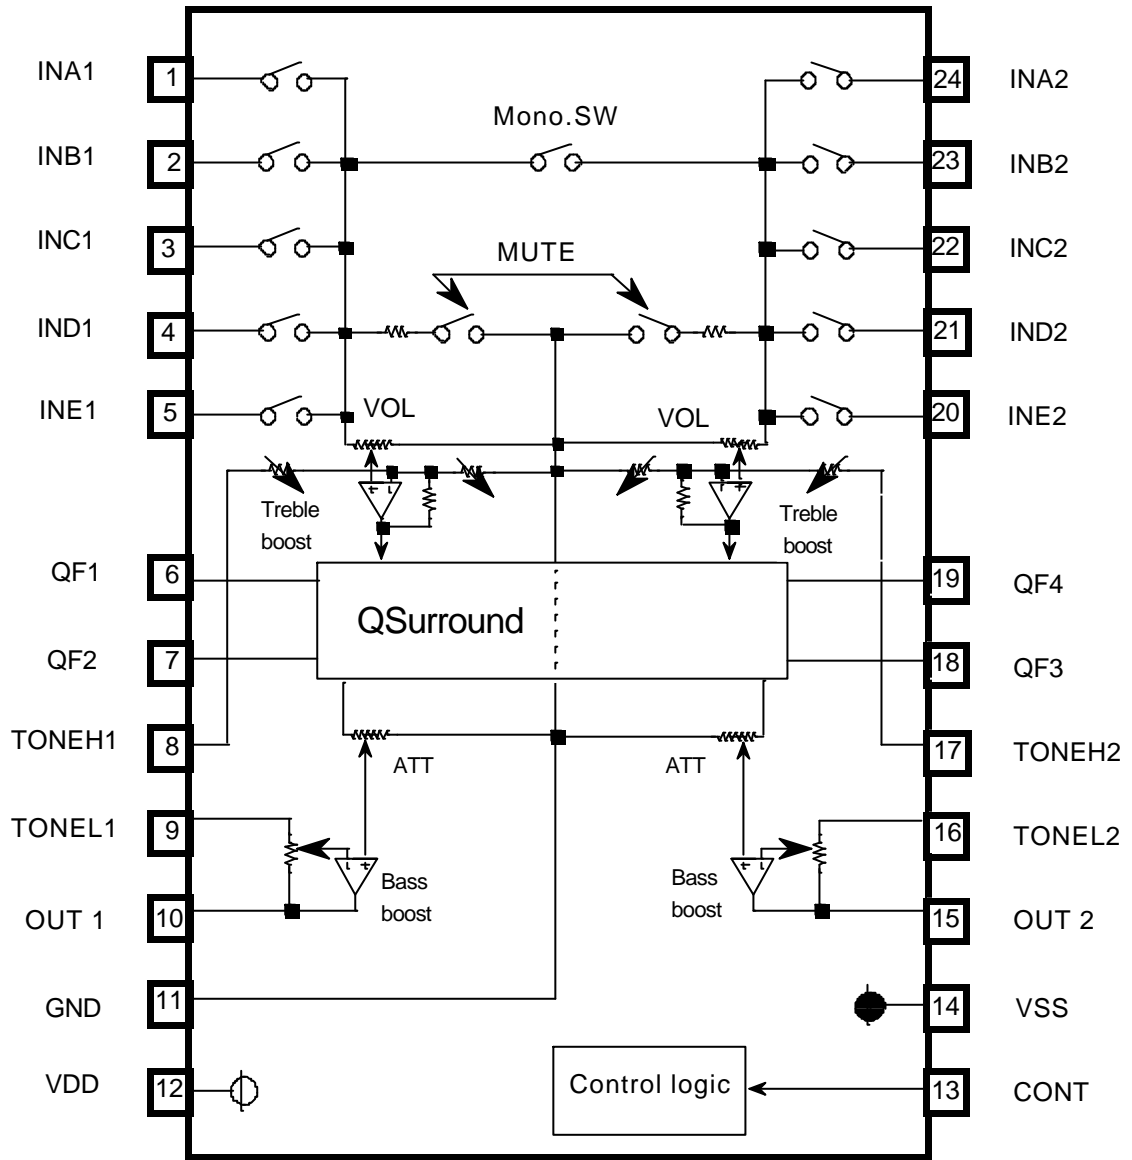 INA1 1 24 INA2
Mono.SW
INB1 2 23 INB2
INC1 3 22 INC2
MUTE
IND1 4 21 IND2
INE1 5 VOL VOL 20 INE2
Treble
boost
Treble
boost
QF1 6 19 QF4
QSurround
QF2 7 18 QF3
TONEH1 8 17 TONEH2
ATT ATT
TONEL1 9 16 TONEL2
Bass
boost
Bass
boost
OUT 1 10 15 OUT 2
GND 11 14 VSS
VDD 12 Control logic 13 CONT